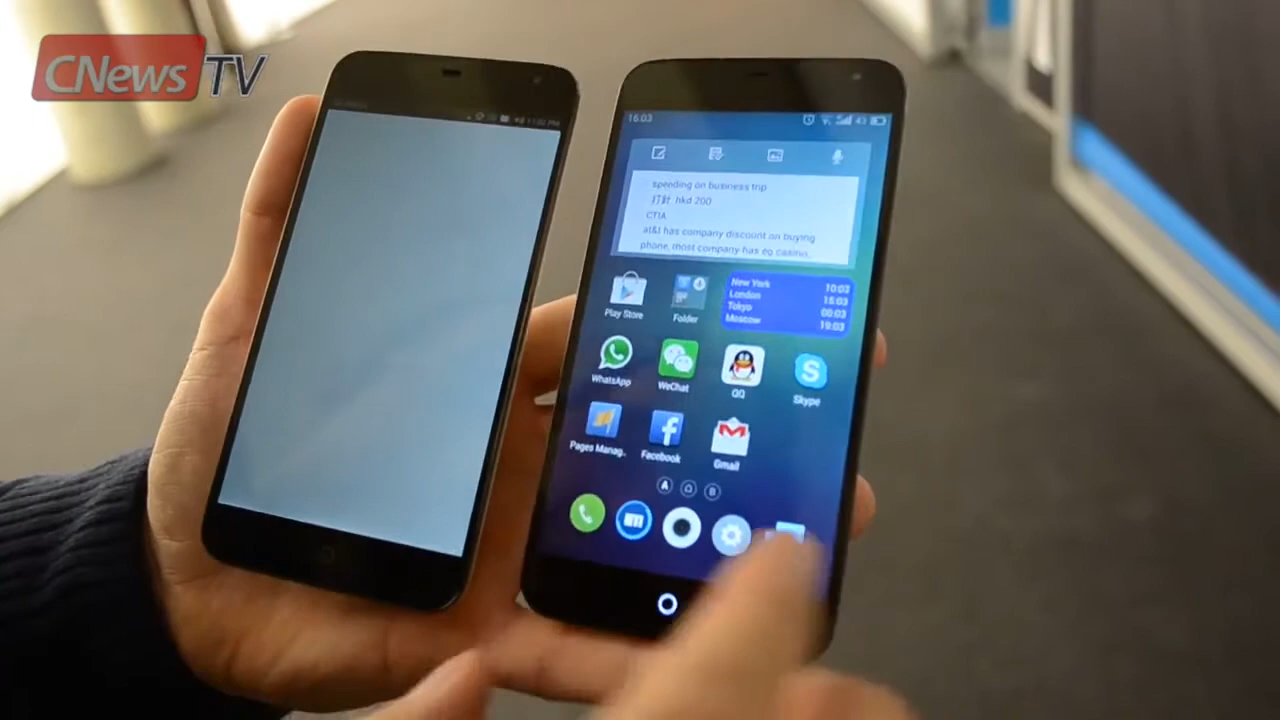 CNews TV
16:03
spending on business trip
打針 hkd 200
CTIA
at&t has company discount on buying
phone, most company has eg casino,
New York 10:03
London 15:03
Tokyo 00:03
Moscow 19:03
Play Store
Folder
WhatsApp
WeChat
QQ
Skype
Pages Manag..
Facebook
Gmail
A
B